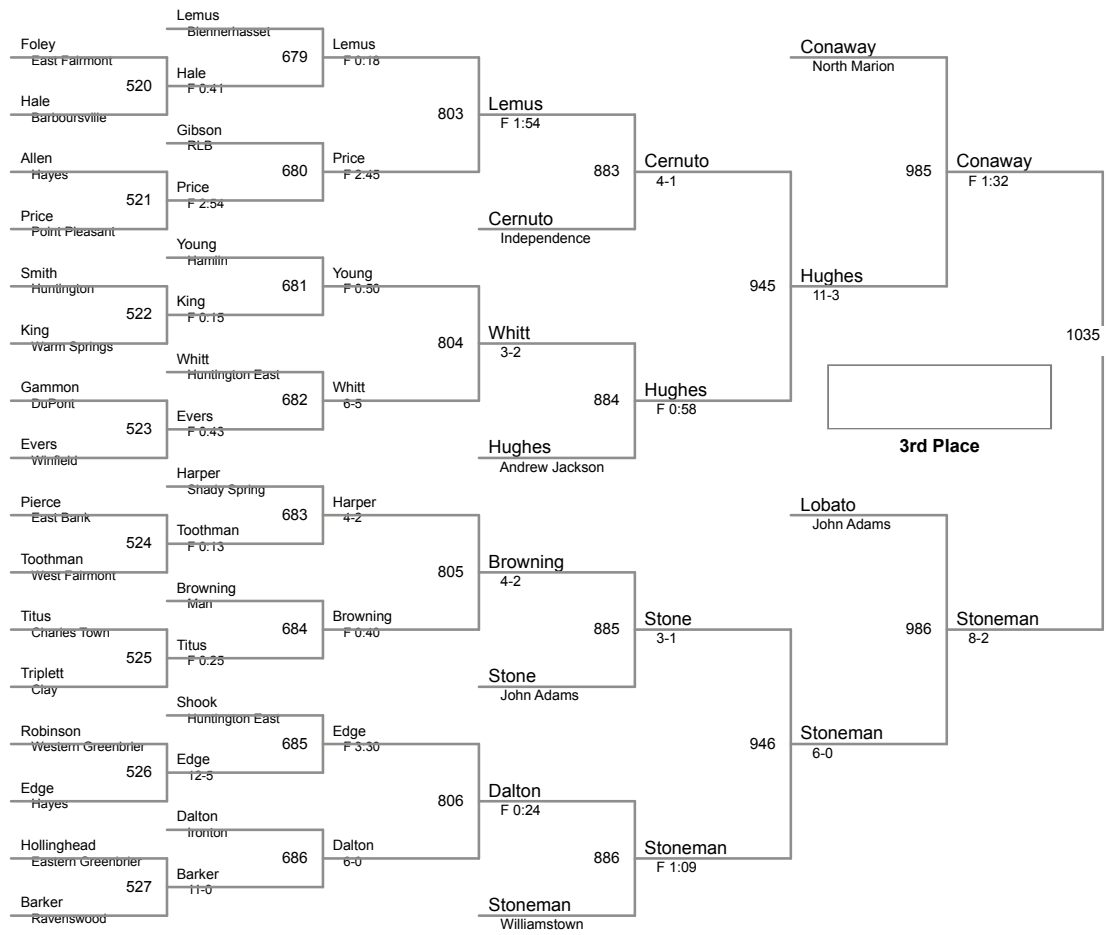 Lemus
Blennerhasset
Foley
East Fairmont
520
Hale
Barboursville
Hale
F 0:41
679
Lemus
F 0:18
Gibson
RLB
Allen
Hayes
521
Price
Point Pleasant
Price
F 2:54
680
Price
F 2:45
803
Lemus
F 1:54
883
Cernuto
Independence
Cernuto
4-1
Young
Hamlin
Smith
Huntington
522
King
Warm Springs
King
F 0:15
681
Young
F 0:50
Whitt
Huntington East
Gammon
DuPont
523
Evers
Winfield
Evers
F 0:43
682
Whitt
6-5
804
Whitt
3-2
884
Hughes
Andrew Jackson
Hughes
F 0:58
945
Hughes
11-3
Conaway
North Marion
985
Conaway
F 1:32
1035
3rd Place
Harper
Shady Spring
Pierce
East Bank
524
Toothman
West Fairmont
Toothman
F 0:13
683
Harper
4-2
Browning
Man
Titus
Charles Town
525
Triplett
Clay
Titus
F 0:25
684
Browning
F 0:40
805
Browning
4-2
885
Stone
John Adams
Stone
3-1
Shook
Huntington East
Robinson
Western Greenbrier
526
Edge
Hayes
Edge
12-5
685
Edge
F 3:30
Dalton
Ironton
Hollinghead
Eastern Greenbrier
527
Barker
Ravenswood
Barker
11-0
686
Dalton
6-0
806
Dalton
F 0:24
886
Stoneman
Williamstown
Stoneman
F 1:09
946
Stoneman
6-0
Lobato
John Adams
986
Stoneman
8-2